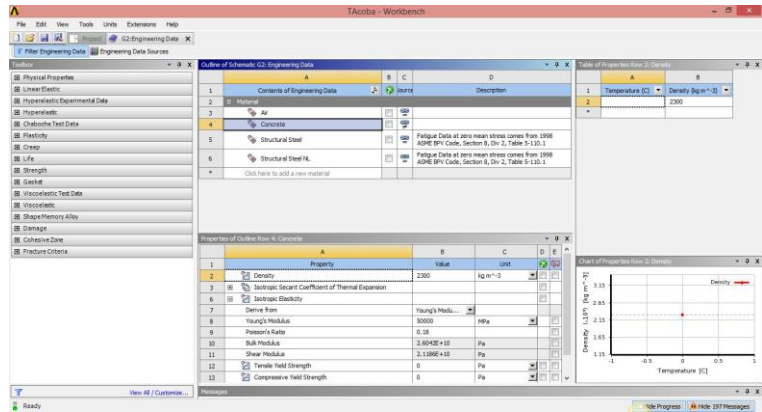 TAcoba - Workbench
File Edit View Tools Units Extensions Help
Project G2:Engineering Data X
Filter Engineering Data Engineering Data Sources
Toolbox
Physical Properties
Linear Elastic
Hyperelastic Experimental Data
Hyperelastic
Chaboche Test Data
Plasticity
Creep
Life
Strength
Gasket
Viscoelastic Test Data
Viscoelastic
Shape Memory Alloy
Damage
Cohesive Zone
Fracture Criteria
View All / Customize...
Outline of Schematic G2: Engineering Data
A B C D
1 Contents of Engineering Data Source Description
2 Material
3 Air
4 Concrete
5 Structural Steel Fatigue Data at zero mean stress comes from 1998
ASME BPV Code, Section 8, Div 2, Table 5-110.1
6 Structural Steel NL Fatigue Data at zero mean stress comes from 1998
ASME BPV Code, Section 8, Div 2, Table 5-110.1
* Click here to add a new material
Properties of Outline Row 4: Concrete
A B C D E
1 Property Value Unit
2 Density 2300 kg m^-3
3 Isotropic Secant Coefficient of Thermal Expansion
6 Isotropic Elasticity
7 Derive from Young's Modu...
8 Young's Modulus 50000 MPa
9 Poisson's Ratio 0.18
10 Bulk Modulus 2.6042E+10 Pa
11 Shear Modulus 2.1186E+10 Pa
12 Tensile Yield Strength 0 Pa
13 Compressive Yield Strength 0 Pa
Table of Properties Row 2: Density
A B
1 Temperature (C) Density (kg m^-3)
2 2300
*
Chart of Properties Row 2: Density
Density
3.15
2.65
2.15
1.65
1.15
-1 -0.5 0 0.5 1
Temperature [C]
Messages
Ready
Hide Progress Hide 197 Messages